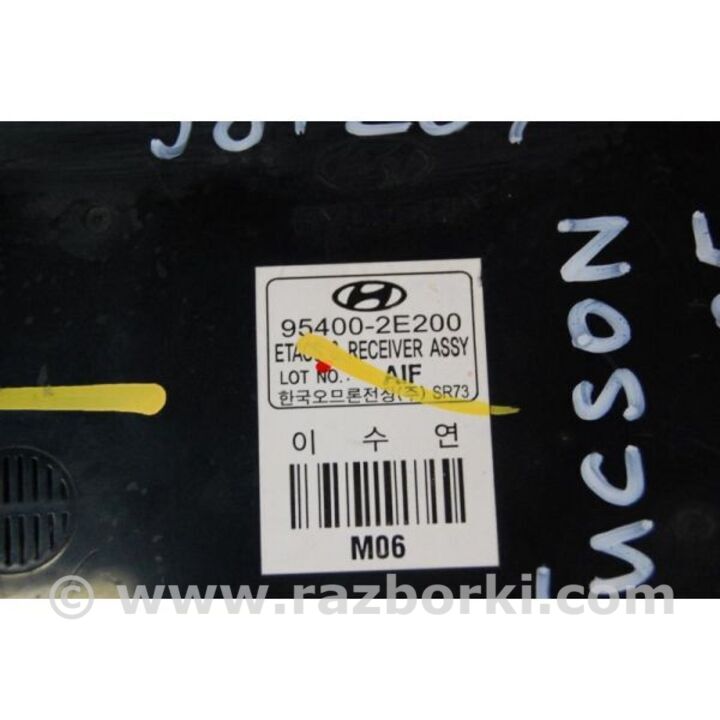 95400-2E200
RECEIVER ASSY
LOT NO. AIF
한국오므론전장(주) SR73
이 수 연
M06
TUCSON
© www.razborki.com